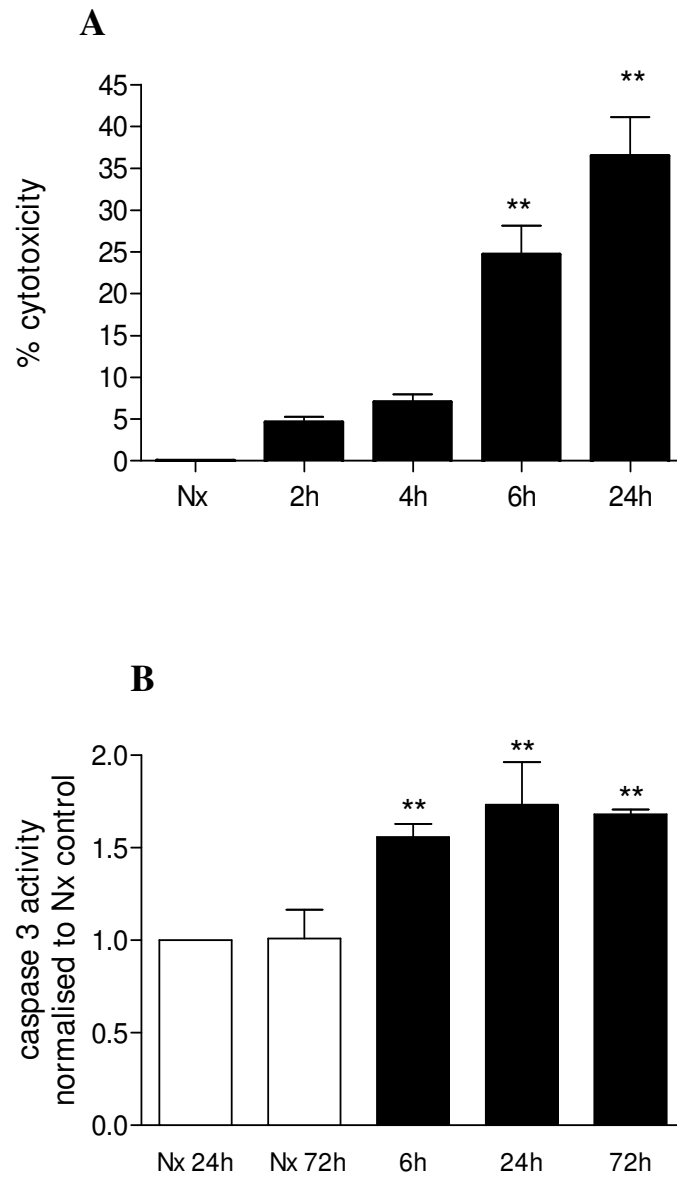 A
45
40
35
30
25
20
15
10
5
0
% cytotoxicity
**
**
Nx 2h 4h 6h 24h
B
2.0
1.5
1.0
0.5
0.0
caspase 3 activity
normalised to Nx control
**
**
**
Nx 24h Nx 72h 6h 24h 72h